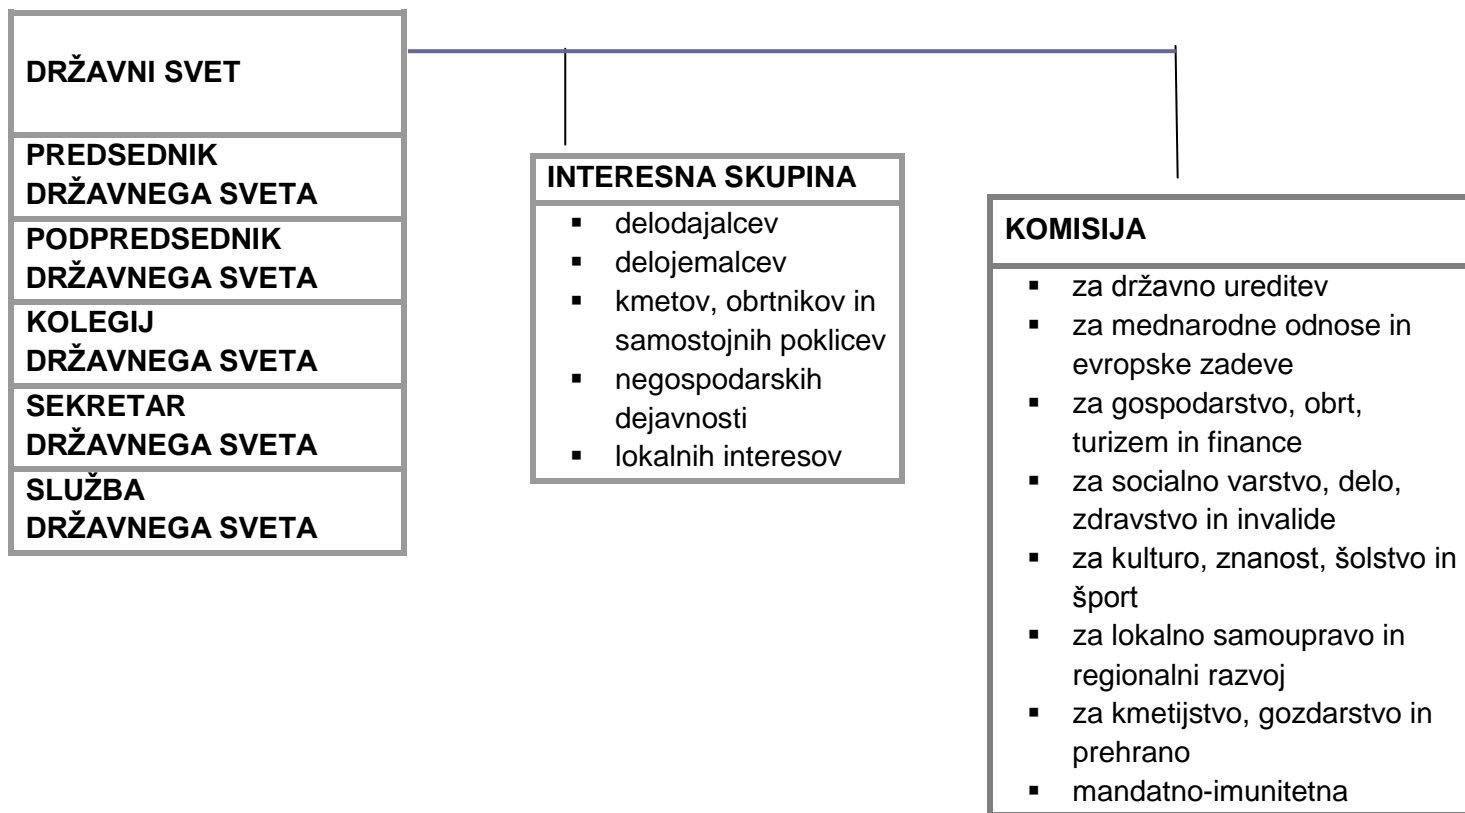 DRŽAVNI SVET
PREDSEDNIK
DRŽAVNEGA SVETA
PODPREDSEDNIK
DRŽAVNEGA SVETA
KOLEGIJ
DRŽAVNEGA SVETA
SEKRETAR
DRŽAVNEGA SVETA
SLUŽBA
DRŽAVNEGA SVETA
INTERESNA SKUPINA
▪ delodajalcev
▪ delojemalcev
▪ kmetov, obrtnikov in
samostojnih poklicev
▪ negospodarskih
dejavnosti
▪ lokalnih interesov
KOMISIJA
▪ za državno ureditev
▪ za mednarodne odnose in
evropske zadeve
▪ za gospodarstvo, obrt,
turizem in finance
▪ za socialno varstvo, delo,
zdravstvo in invalide
▪ za kulturo, znanost, šolstvo in
šport
▪ za lokalno samoupravo in
regionalni razvoj
▪ za kmetijstvo, gozdarstvo in
prehrano
▪ mandatno-imunitetna